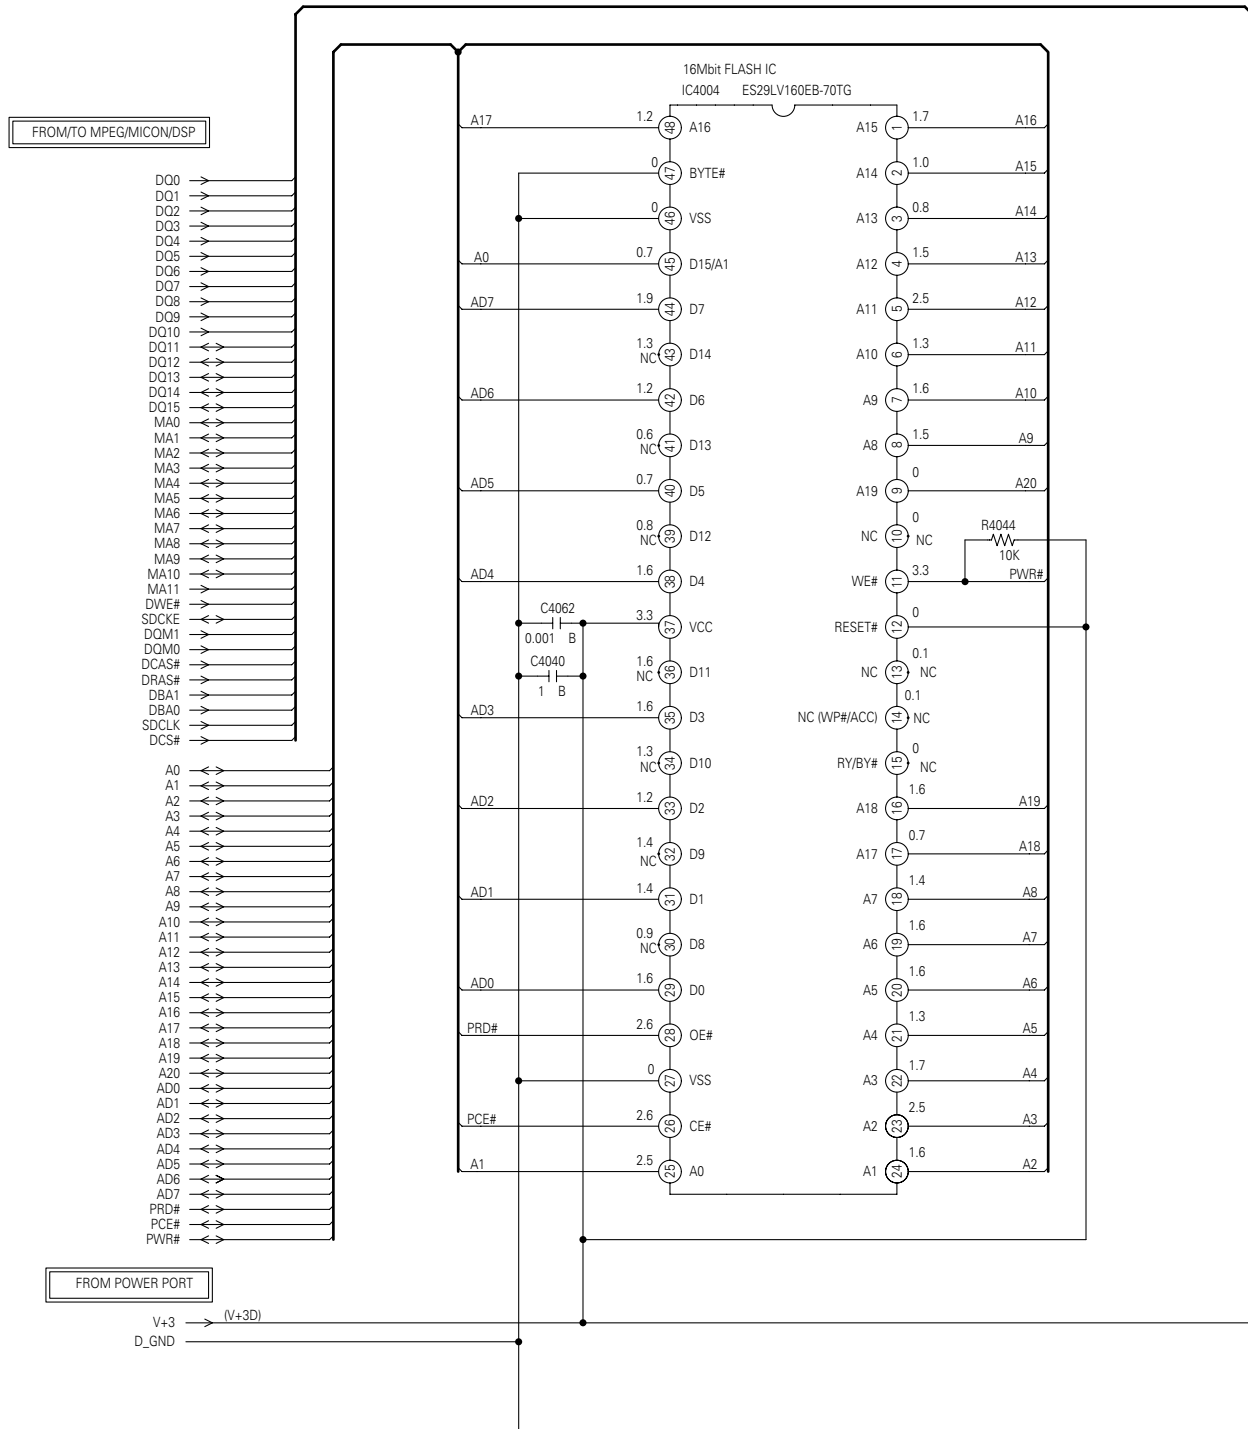 16Mbit FLASH IC
IC4004 ES29LV160EB-70TG
FROM/TO MPEG/MICON/DSP
DQ0
DQ1
DQ2
DQ3
DQ4
DQ5
DQ6
DQ7
DQ8
DQ9
DQ10
DQ11
DQ12
DQ13
DQ14
DQ15
MA0
MA1
MA2
MA3
MA4
MA5
MA6
MA7
MA8
MA9
MA10
MA11
DWE#
SDCKE
DQM1
DQM0
DCAS#
DRAS#
DBA1
DBA0
SDCLK
DCS#
A0
A1
A2
A3
A4
A5
A6
A7
A8
A9
A10
A11
A12
A13
A14
A15
A16
A17
A18
A19
A20
AD0
AD1
AD2
AD3
AD4
AD5
AD6
AD7
PRD#
PCE#
PWR#
FROM POWER PORT
V+3 (V+3D)
D_GND
A17 1.2 48 A16
0 47 BYTE#
0 46 VSS
A0 0.7 45 D15/A1
AD7 1.9 44 D7
1.3 NC 43 D14
AD6 1.2 42 D6
0.6 NC 41 D13
AD5 0.7 40 D5
0.8 NC 39 D12
AD4 1.6 38 D4
C4062 0.001 B
3.3 37 VCC
C4040 1 B
1.6 NC 36 D11
AD3 1.6 35 D3
1.3 NC 34 D10
AD2 1.2 33 D2
1.4 NC 32 D9
AD1 1.4 31 D1
0.9 NC 30 D8
AD0 1.6 29 D0
PRD# 2.6 28 OE#
0 27 VSS
PCE# 2.6 26 CE#
A1 2.5 25 A0
A15 1 1.7 A16
A14 2 1.0 A15
A13 3 0.8 A14
A12 4 1.5 A13
A11 5 2.5 A12
A10 6 1.3 A11
A9 7 1.6 A10
A8 8 1.5 A9
A19 9 0 A20
NC 10 0 NC
R4044 10K
WE# 11 3.3 PWR#
RESET# 12 0
NC 13 0.1 NC
NC (WP#/ACC) 14 0.1 NC
RY/BY# 15 0 NC
A18 16 1.6 A19
A17 17 0.7 A18
A7 18 1.4 A8
A6 19 1.6 A7
A5 20 1.6 A6
A4 21 1.3 A5
A3 22 1.7 A4
A2 23 2.5 A3
A1 24 1.6 A2